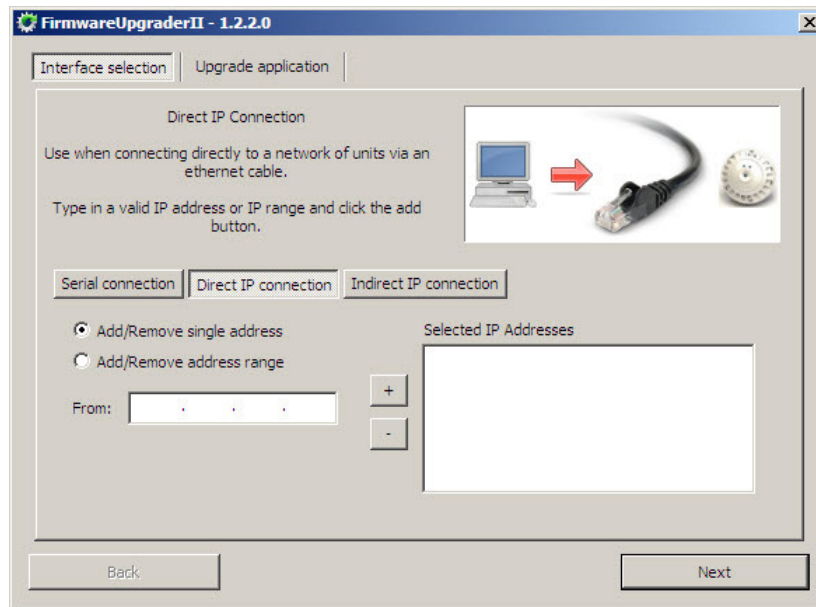 FirmwareUpgraderII - 1.2.2.0
Interface selection
Upgrade application
Direct IP Connection
Use when connecting directly to a network of units via an
ethernet cable.
Type in a valid IP address or IP range and click the add
button.
Serial connection
Direct IP connection
Indirect IP connection
Add/Remove single address
Add/Remove address range
From: . . .
+
-
Selected IP Addresses
Back
Next